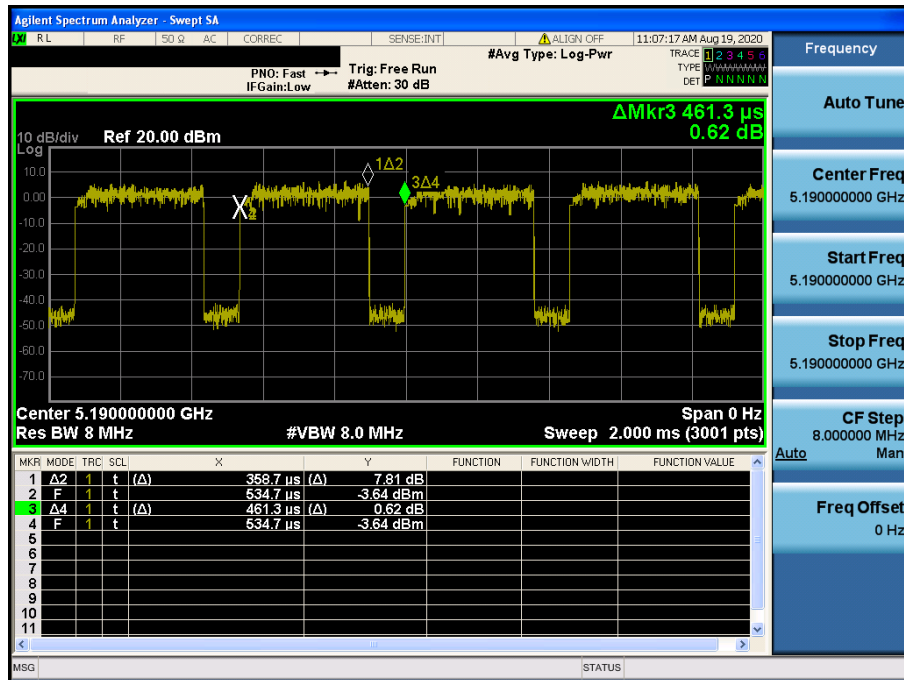 Agilent Spectrum Analyzer - Swept SA
LXI RL RF 50 Ω AC CORREC SENSE:INT ALIGN OFF 11:07:17 AM Aug 19, 2020
#Avg Type: Log-Pwr TRACE 1 2 3 4 5 6
PNO: Fast Trig: Free Run TYPE WWWWWW
IFGain:Low #Atten: 30 dB DET P N N N N N
ΔMkr3 461.3 µs
10 dB/div Ref 20.00 dBm 0.62 dB
Log
10.0
0.00
-10.0
-20.0
-30.0
-40.0
-50.0
-60.0
-70.0
1Δ2
3Δ4
Center 5.190000000 GHz Span 0 Hz
Res BW 8 MHz #VBW 8.0 MHz Sweep 2.000 ms (3001 pts)
MKR MODE TRC SCL X Y FUNCTION FUNCTION WIDTH FUNCTION VALUE
1 Δ2 1 t (Δ) 358.7 µs (Δ) 7.81 dB
2 F 1 t 534.7 µs -3.64 dBm
3 Δ4 1 t (Δ) 461.3 µs (Δ) 0.62 dB
4 F 1 t 534.7 µs -3.64 dBm
5
6
7
8
9
10
11
MSG STATUS
Frequency
Auto Tune
Center Freq
5.190000000 GHz
Start Freq
5.190000000 GHz
Stop Freq
5.190000000 GHz
CF Step
8.000000 MHz
Auto Man
Freq Offset
0 Hz